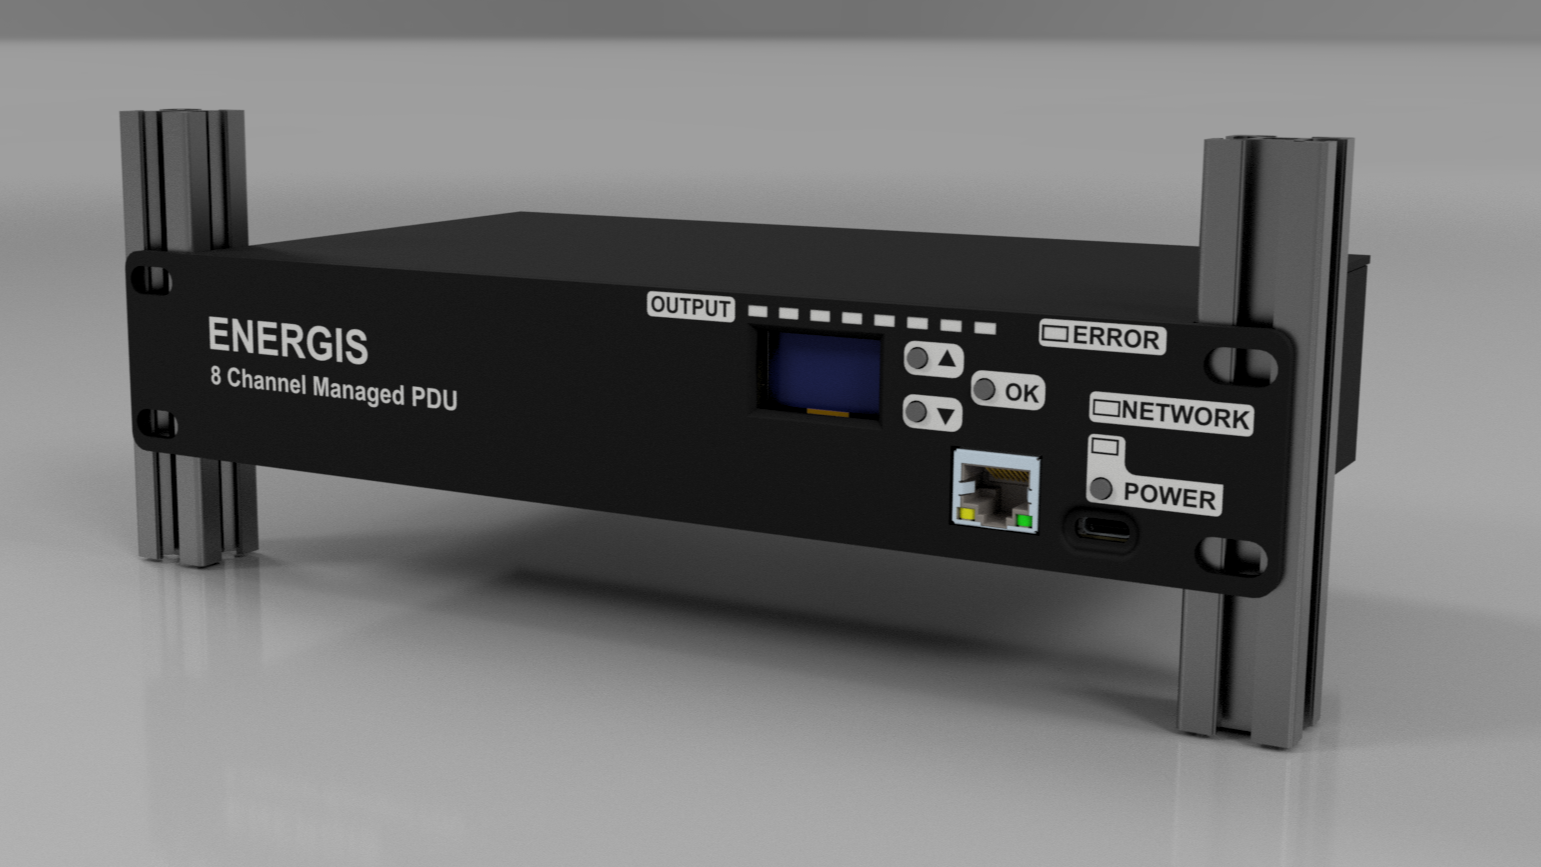 ENERGIS
8 Channel Managed PDU
OUTPUT
ERROR
OK
NETWORK
POWER